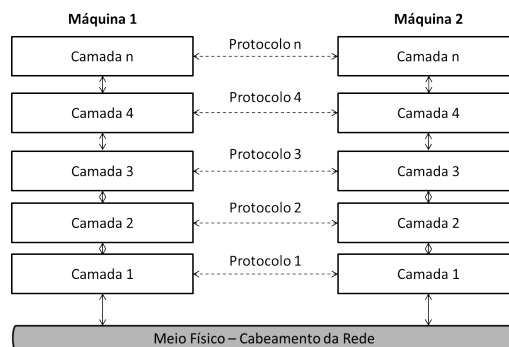 Máquina 1
Máquina 2
Camada n
Protocolo n
Camada n
Camada 4
Protocolo 4
Camada 4
Camada 3
Protocolo 3
Camada 3
Camada 2
Protocolo 2
Camada 2
Camada 1
Protocolo 1
Camada 1
Meio Físico – Cabeamento da Rede